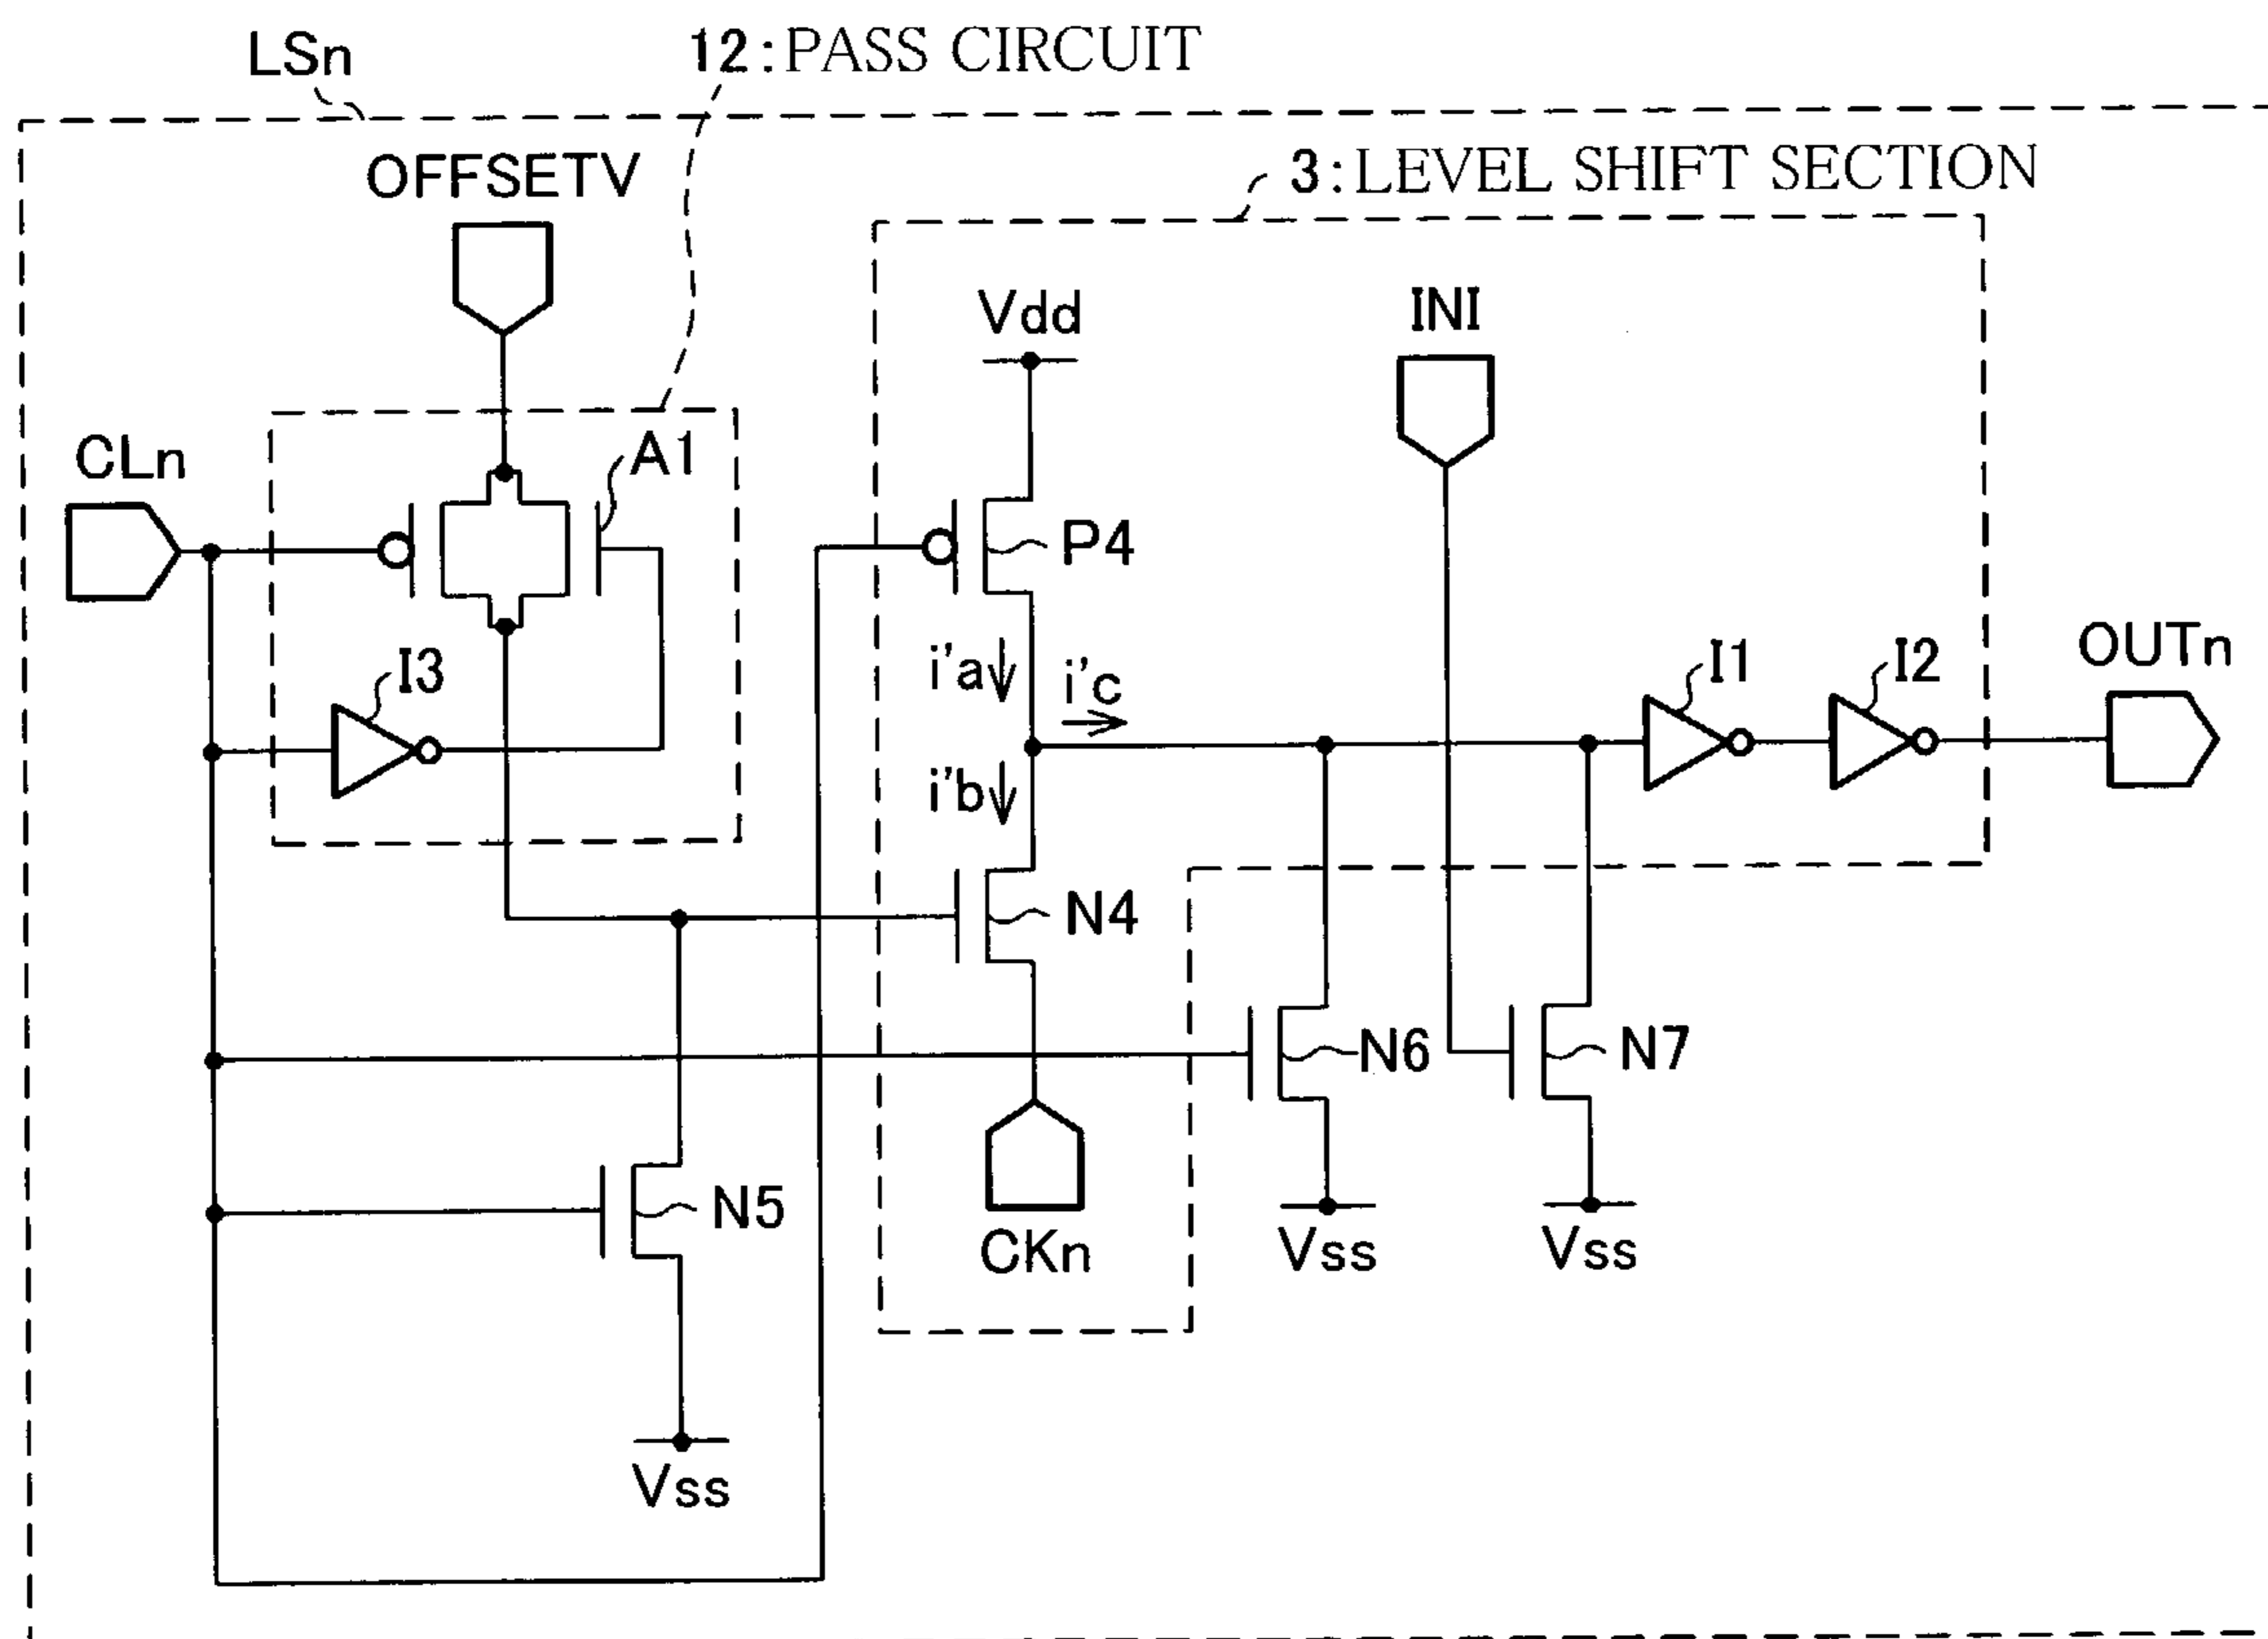 LSn
12:PASS CIRCUIT
OFFSETV
3:LEVEL SHIFT SECTION
Vdd
INI
CLn
A1
P4
I3
i'a
i'c
I1
I2
OUTn
i'b
N4
N6
N7
N5
CKn
Vss
Vss
Vss